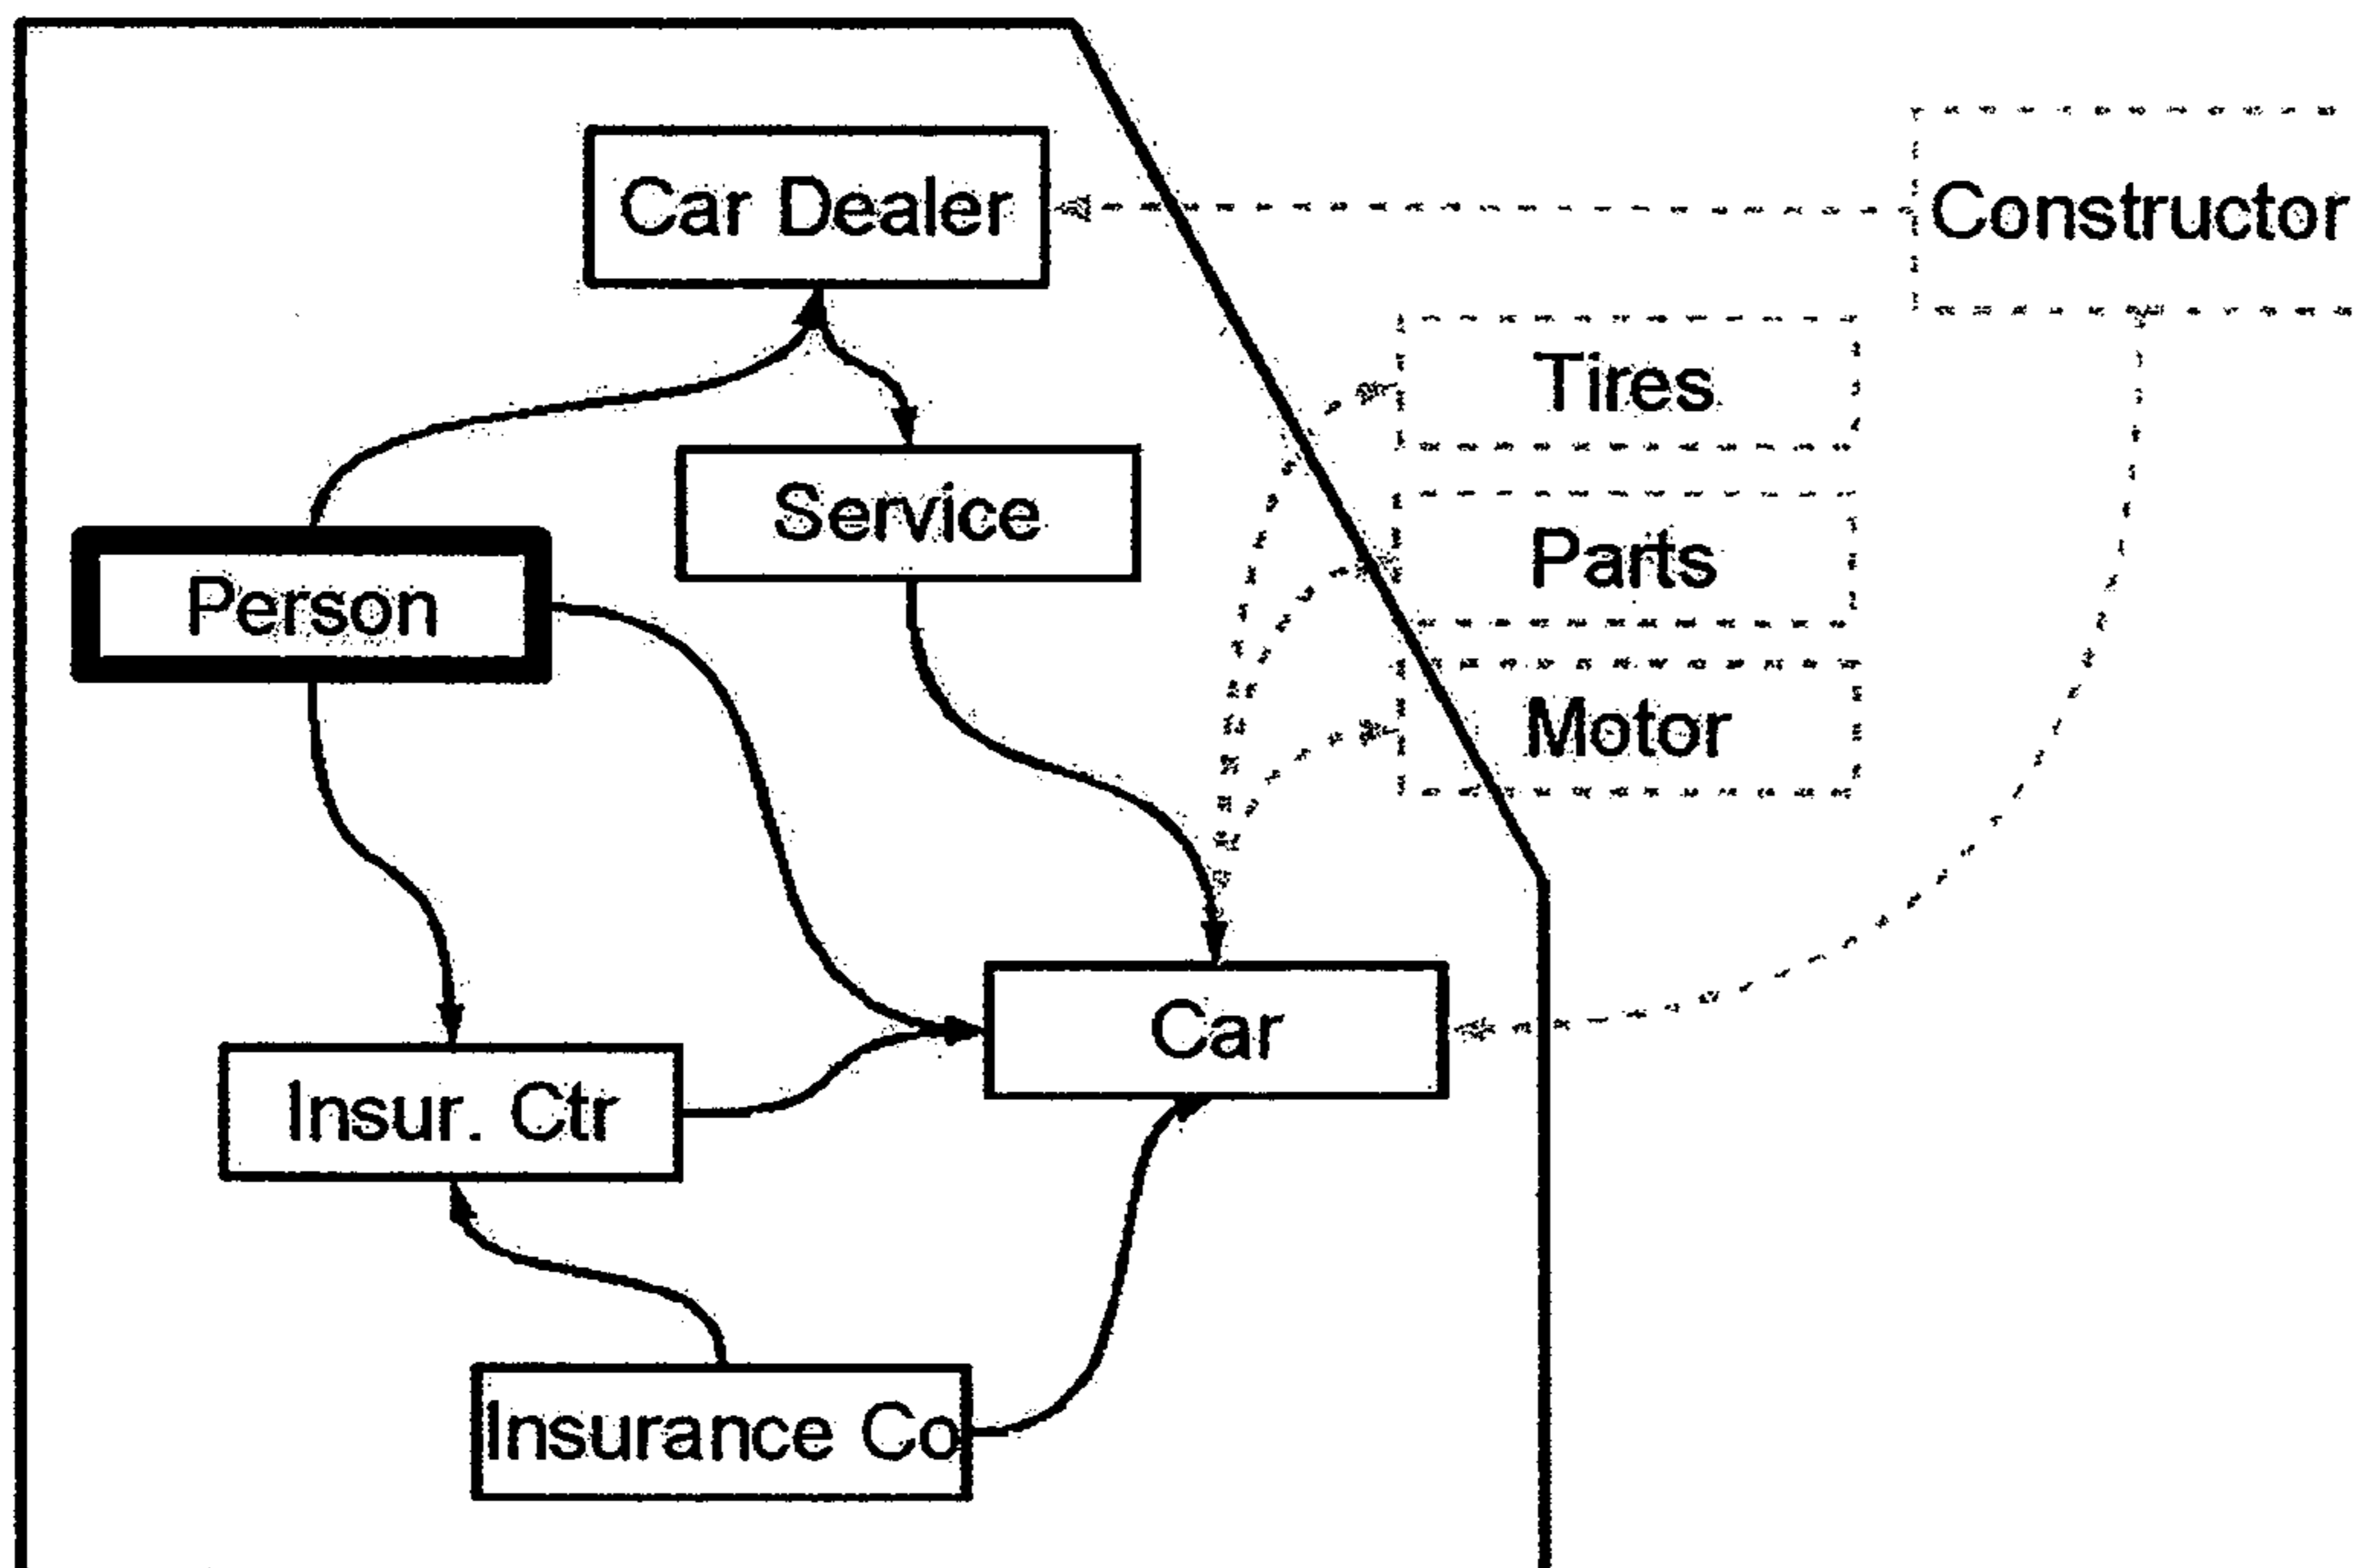 Car Dealer
Constructor
Tires
Service
Parts
Person
Motor
Car
Insur. Ctr
Insurance Co